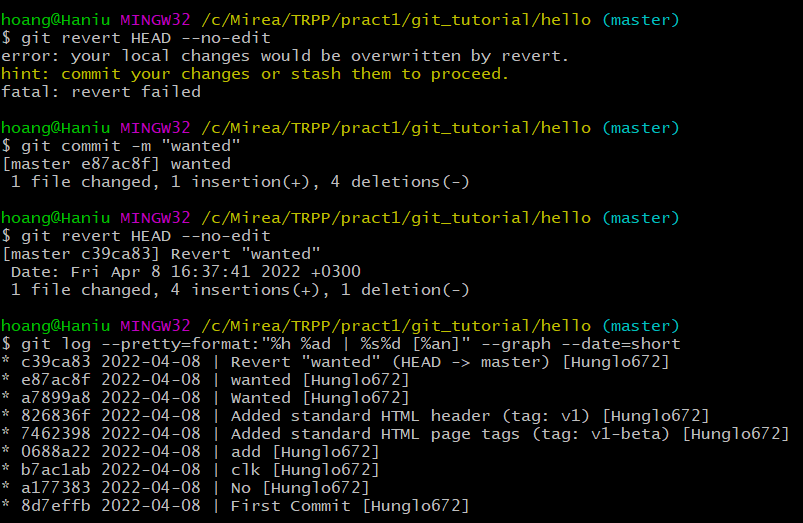 hoang@Haniu MINGW32 /c/Mirea/TRPP/pract1/git_tutorial/hello (master)
$ git revert HEAD --no-edit
error: your local changes would be overwritten by revert.
hint: commit your changes or stash them to proceed.
fatal: revert failed
hoang@Haniu MINGW32 /c/Mirea/TRPP/pract1/git_tutorial/hello (master)
$ git commit -m "wanted"
[master e87ac8f] wanted
1 file changed, 1 insertion(+), 4 deletions(-)
hoang@Haniu MINGW32 /c/Mirea/TRPP/pract1/git_tutorial/hello (master)
$ git revert HEAD --no-edit
[master c39ca83] Revert "wanted"
Date: Fri Apr 8 16:37:41 2022 +0300
1 file changed, 4 insertions(+), 1 deletion(-)
hoang@Haniu MINGW32 /c/Mirea/TRPP/pract1/git_tutorial/hello (master)
$ git log --pretty=format:"%h %ad | %s%d [%an]" --graph --date=short
* c39ca83 2022-04-08 | Revert "wanted" (HEAD -> master) [Hunglo672]
* e87ac8f 2022-04-08 | wanted [Hunglo672]
* a7899a8 2022-04-08 | Wanted [Hunglo672]
* 826836f 2022-04-08 | Added standard HTML header (tag: v1) [Hunglo672]
* 7462398 2022-04-08 | Added standard HTML page tags (tag: v1-beta) [Hunglo672]
* 0688a22 2022-04-08 | add [Hunglo672]
* b7ac1ab 2022-04-08 | clk [Hunglo672]
* a177383 2022-04-08 | No [Hunglo672]
* 8d7effb 2022-04-08 | First Commit [Hunglo672]